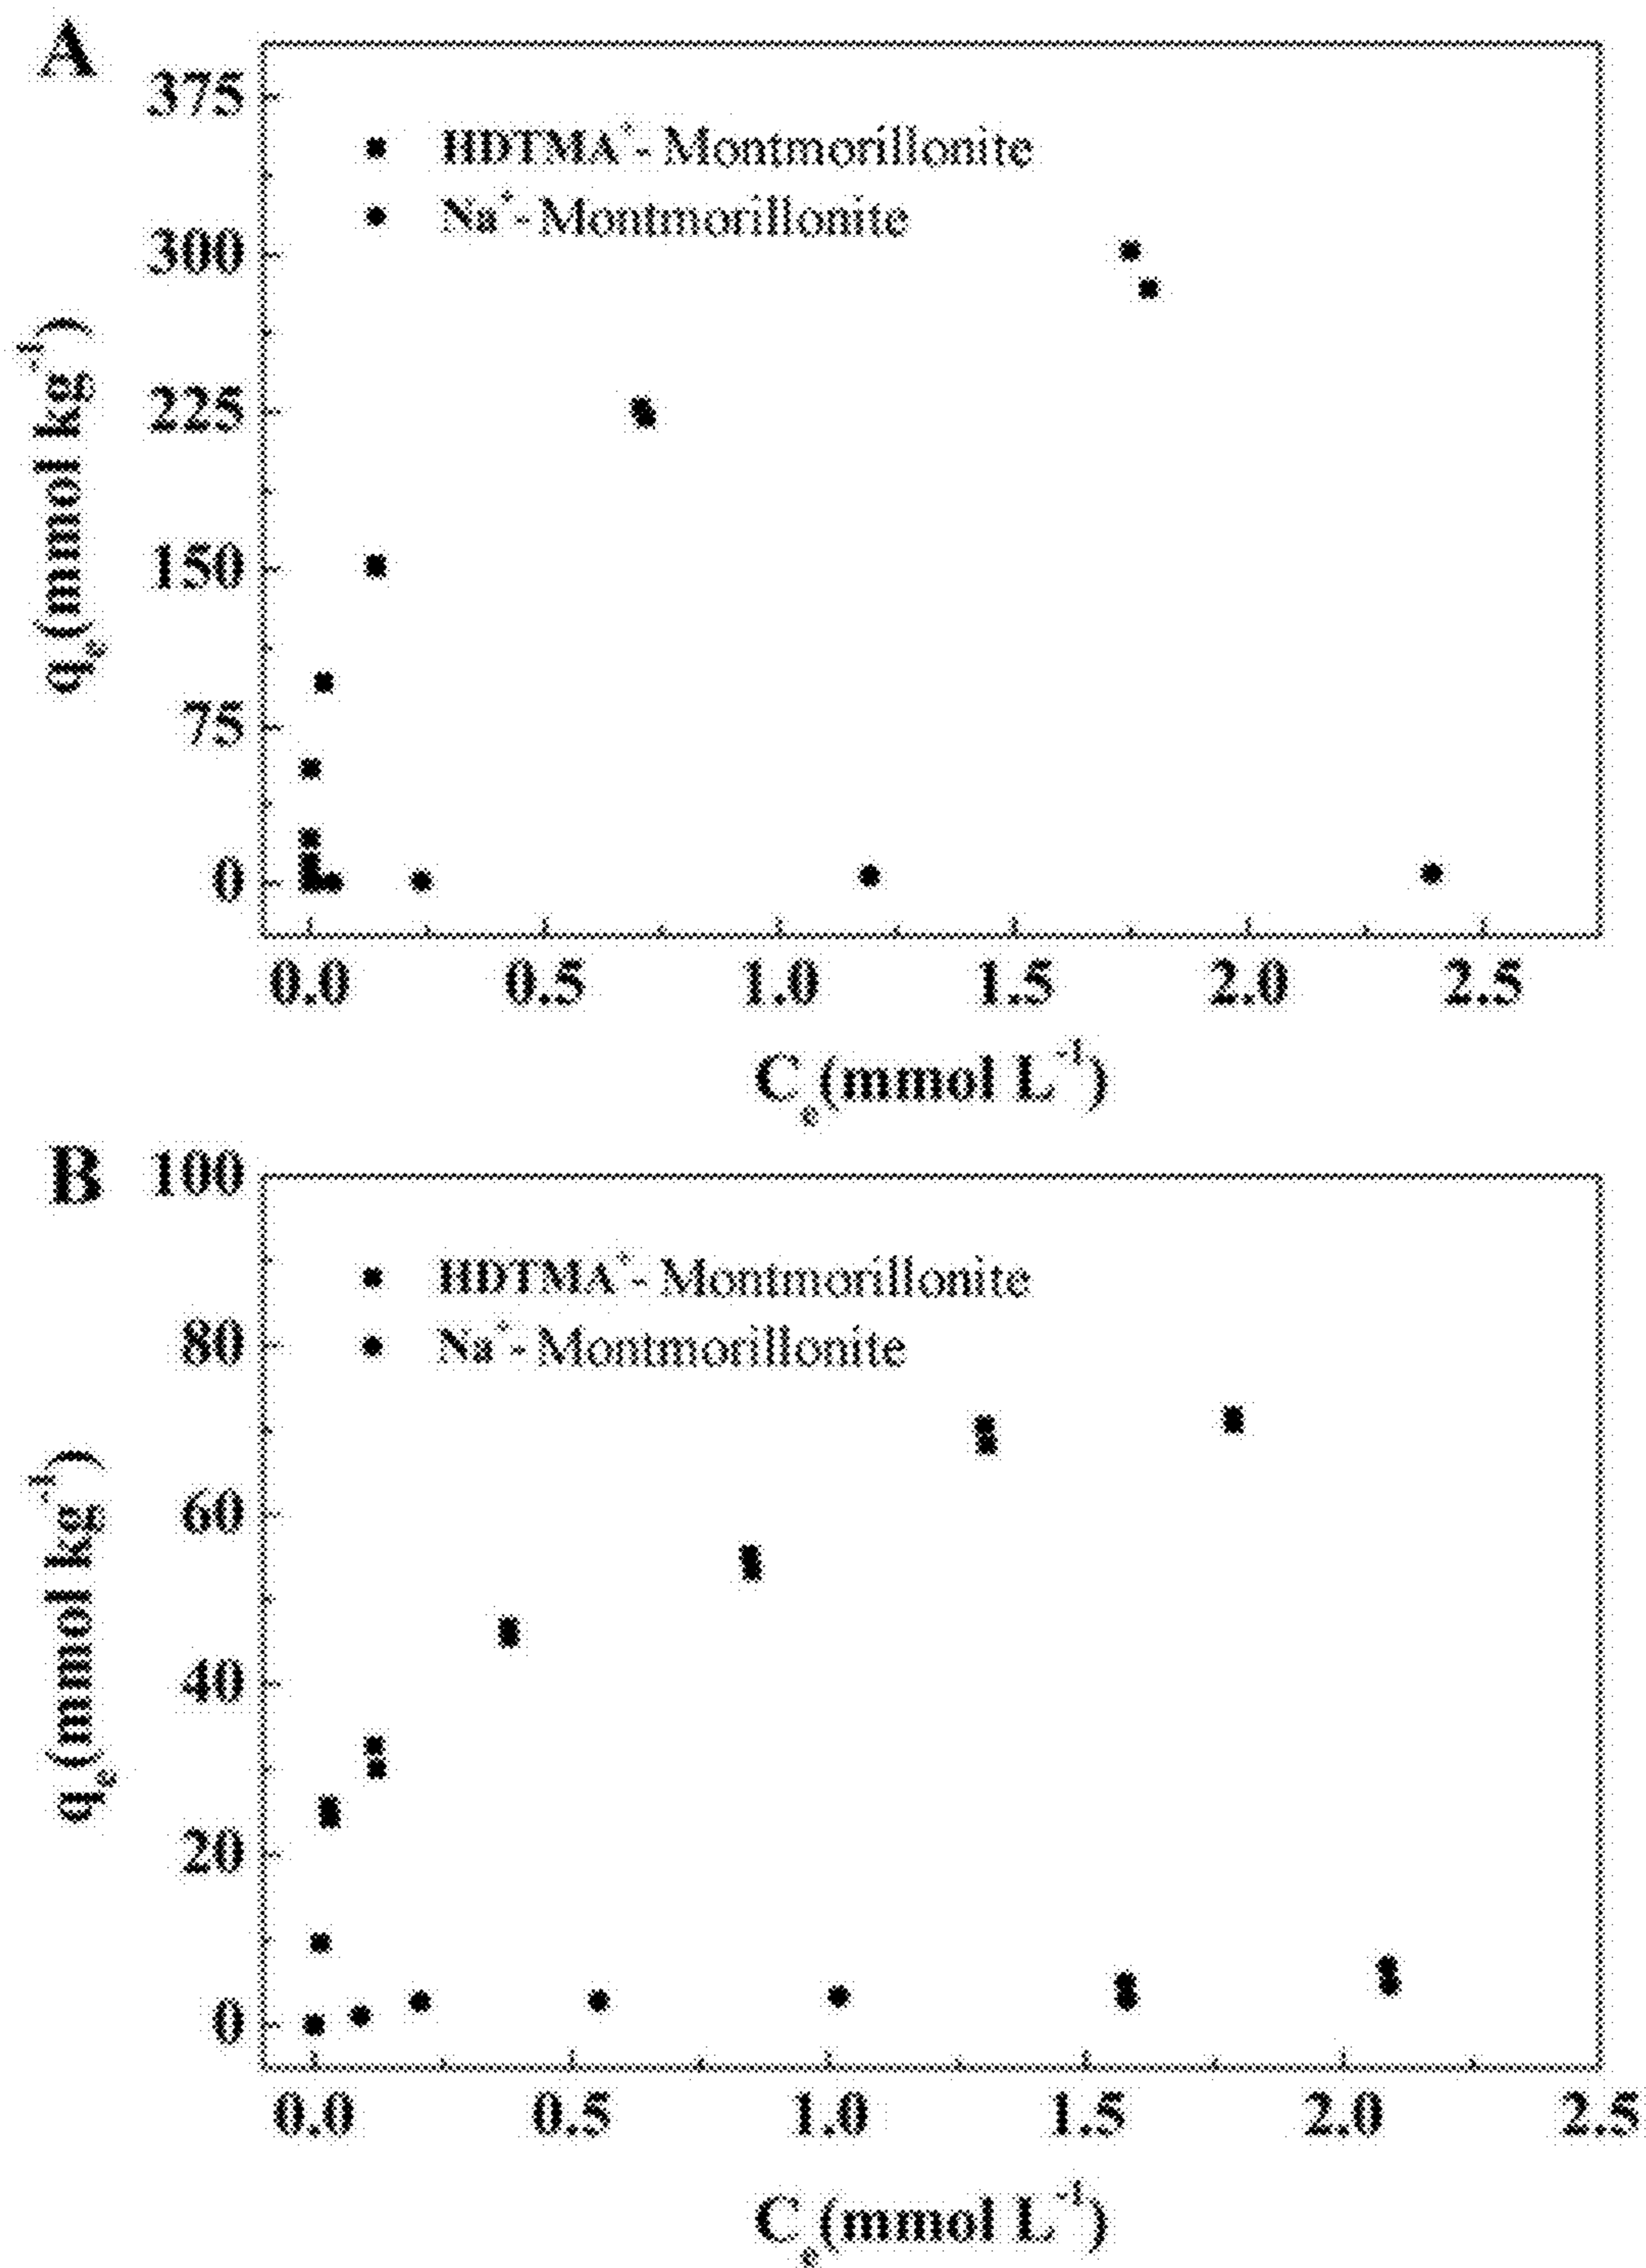 A
375
HDTMA⁺- Montmorillonite
Na⁺- Montmorillonite
300
225
150
75
0
qₑ(mmol kg⁻¹)
0.0 0.5 1.0 1.5 2.0 2.5
Cₑ(mmol L⁻¹)
B
100
HDTMA⁺- Montmorillonite
Na⁺- Montmorillonite
80
60
40
20
0
qₑ(mmol kg⁻¹)
0.0 0.5 1.0 1.5 2.0 2.5
Cₑ(mmol L⁻¹)